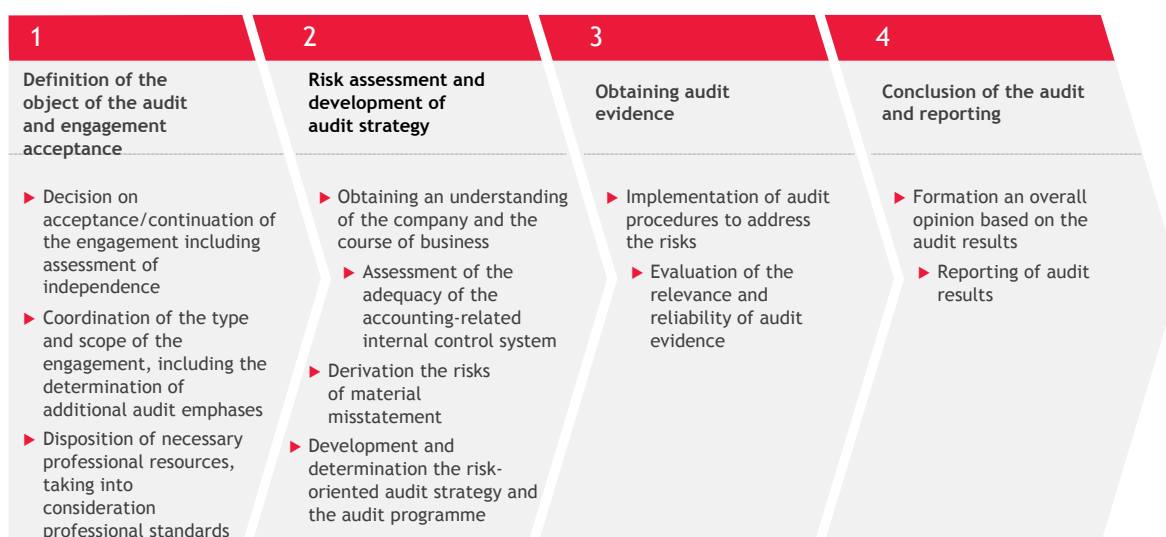 1
Definition of the
object of the audit
and engagement
acceptance
Decision on
acceptance/continuation of
the engagement including
assessment of
independence
Coordination of the type
and scope of the
engagement, including the
determination of
additional audit emphases
Disposition of necessary
professional resources,
taking into
consideration
professional standards
2
Risk assessment and
development of
audit strategy
Obtaining an understanding
of the company and the
course of business
Assessment of the
adequacy of the
accounting-related
internal control system
Derivation the risks
of material
misstatement
Development and
determination the risk-
oriented audit strategy and
the audit programme
3
Obtaining audit
evidence
Implementation of audit
procedures to address
the risks
Evaluation of the
relevance and
reliability of audit
evidence
4
Conclusion of the audit
and reporting
Formation an overall
opinion based on the
audit results
Reporting of audit
results